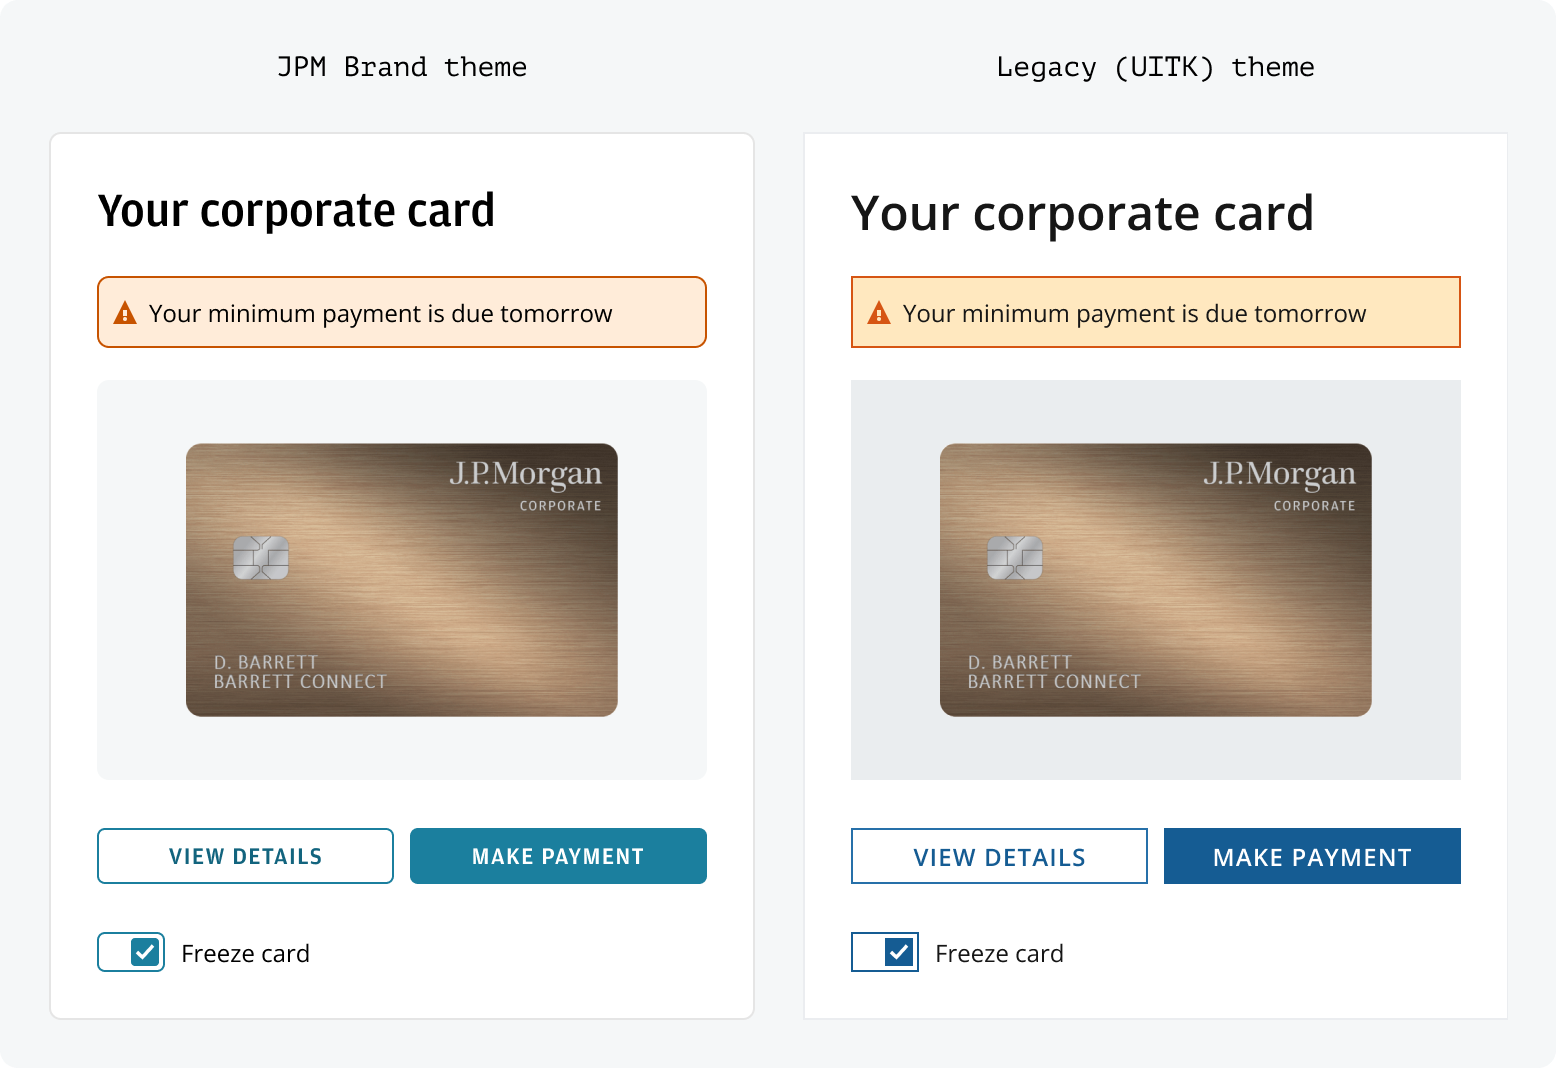 JPM Brand theme
Your corporate card
Your minimum payment is due tomorrow
J.P.Morgan
CORPORATE
D. BARRETT
BARRETT CONNECT
VIEW DETAILS
MAKE PAYMENT
Freeze card
Legacy (UITK) theme
Your corporate card
Your minimum payment is due tomorrow
J.P.Morgan
CORPORATE
D. BARRETT
BARRETT CONNECT
VIEW DETAILS
MAKE PAYMENT
Freeze card